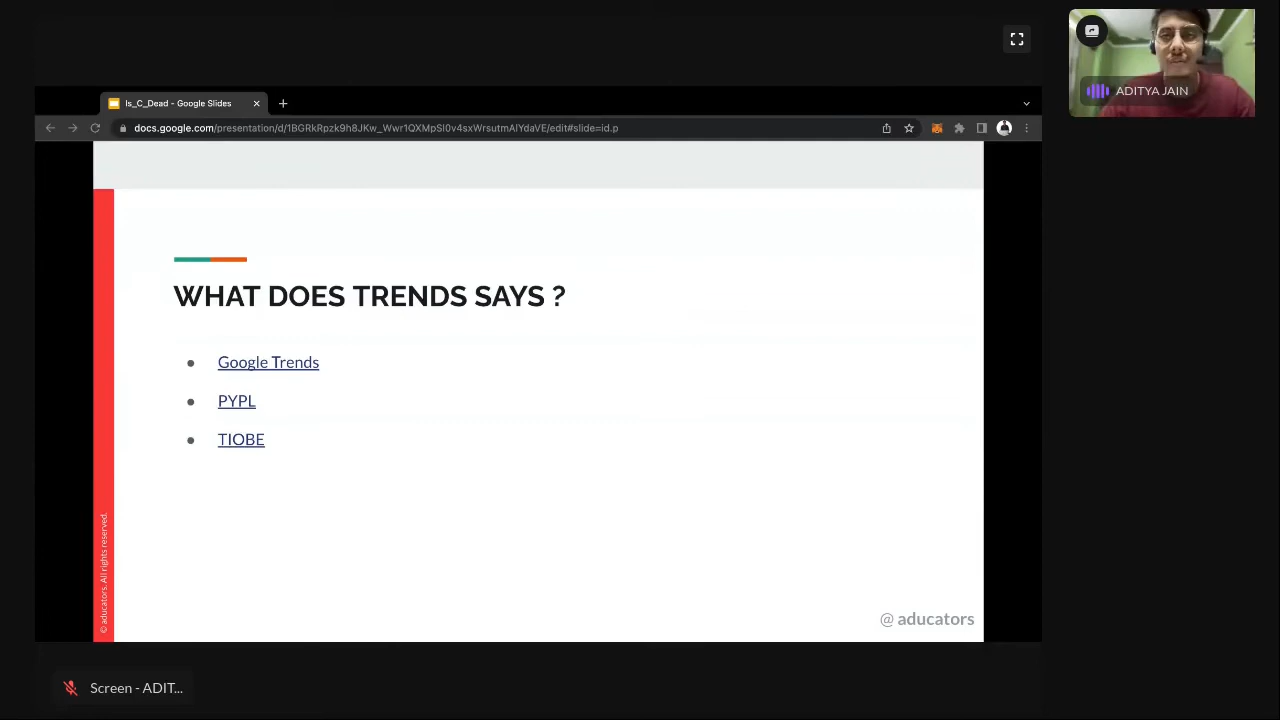 ADITYA JAIN
Is_C_Dead - Google Slides
docs.google.com/presentation/d/1BGRkRpzk9h8JKw_Wwr1QXMpSI0v4sxWrsutmAlYdaVE/edit#slide=id.p
WHAT DOES TRENDS SAYS ?
Google Trends
PYPL
TIOBE
© aducators. All rights reserved.
@ aducators
Screen - ADIT...